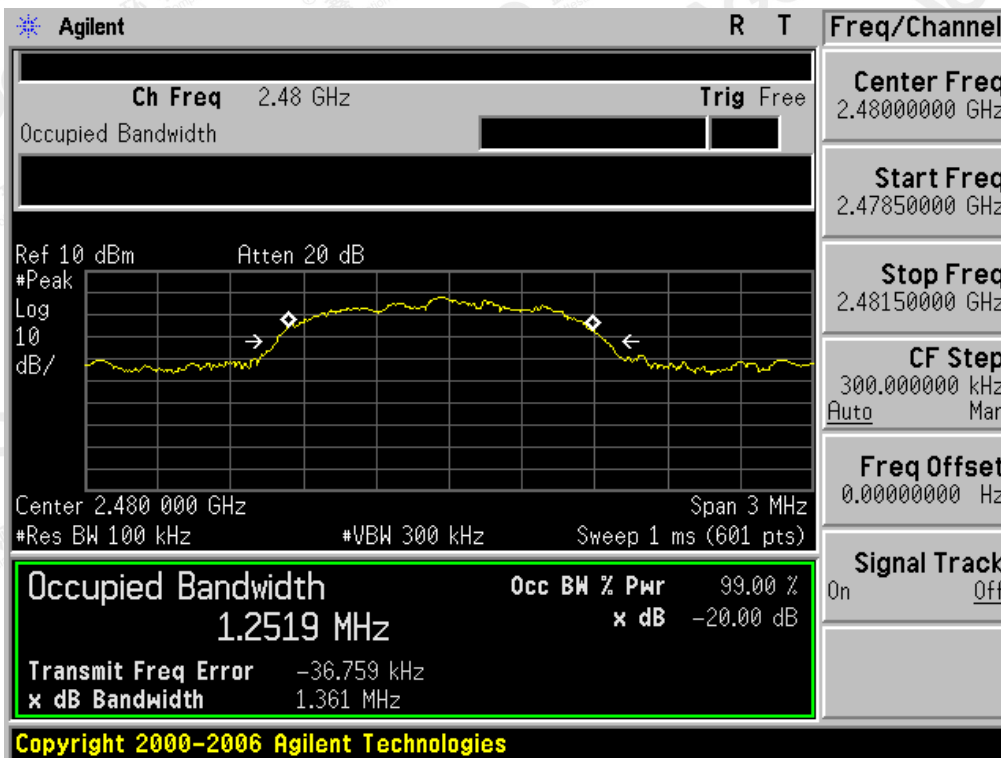 Agilent R T
Freq/Channel
Ch Freq 2.48 GHz Trig Free
Occupied Bandwidth
Center Freq
2.48000000 GHz
Start Freq
2.47850000 GHz
Stop Freq
2.48150000 GHz
CF Step
300.000000 kHz
Auto Man
Freq Offset
0.00000000 Hz
Signal Track
On Off
Ref 10 dBm Atten 20 dB
#Peak
Log
10
dB/
Center 2.480 000 GHz Span 3 MHz
#Res BW 100 kHz #VBW 300 kHz Sweep 1 ms (601 pts)
Occupied Bandwidth
1.2519 MHz
Occ BW % Pwr 99.00 %
x dB -20.00 dB
Transmit Freq Error -36.759 kHz
x dB Bandwidth 1.361 MHz
Copyright 2000-2006 Agilent Technologies